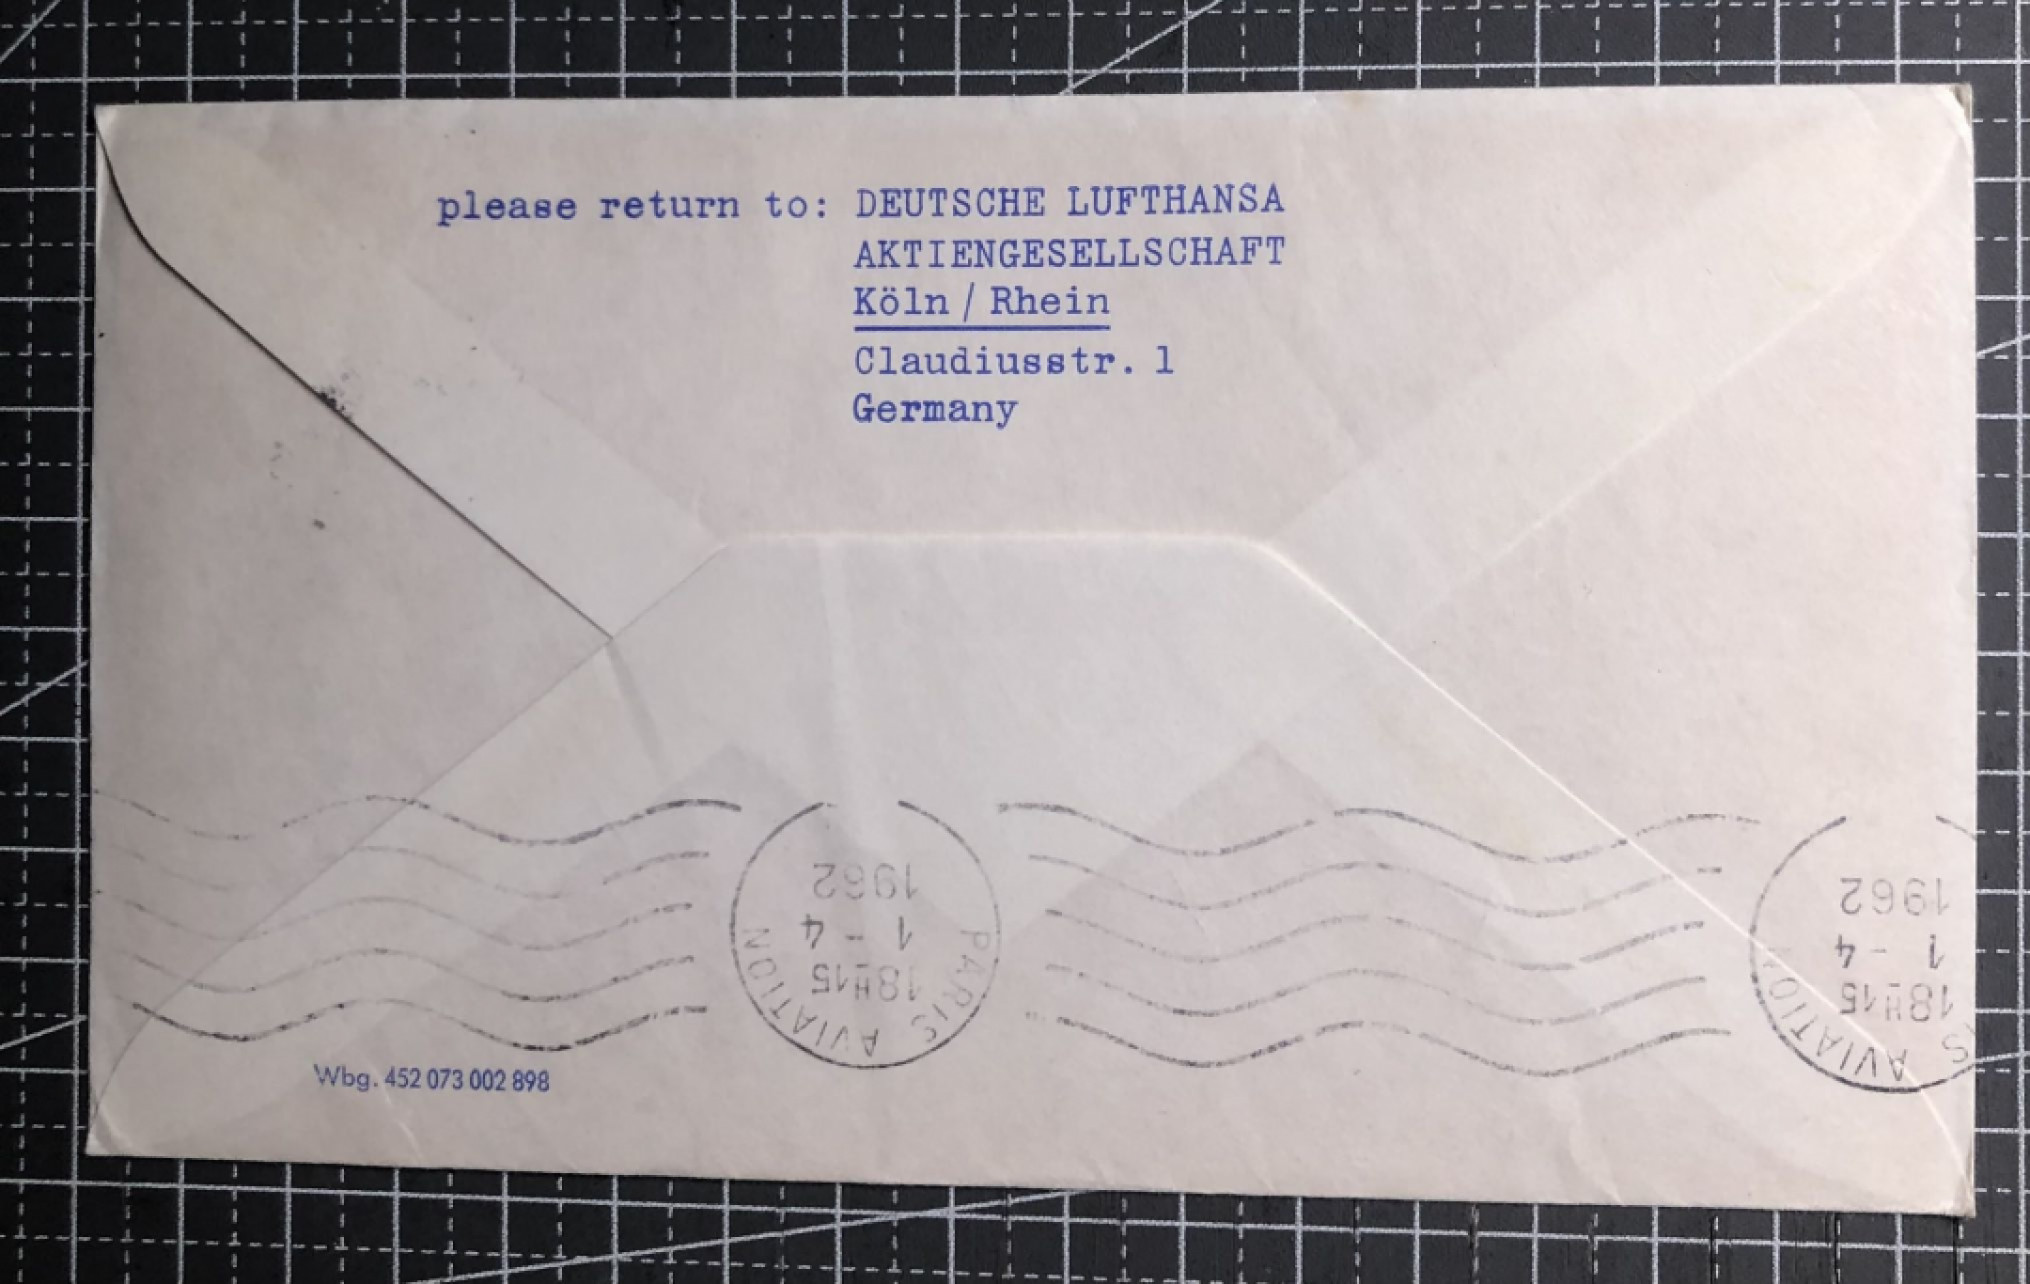 please return to: DEUTSCHE LUFTHANSA
AKTIENGESELLSCHAFT
Köln / Rhein
Claudiusstr. 1
Germany
PARIS AVIATION
18H15
1 - 4
1962
S AVIATIO
18H15
1 - 4
1962
Wbg. 452 073 002 898